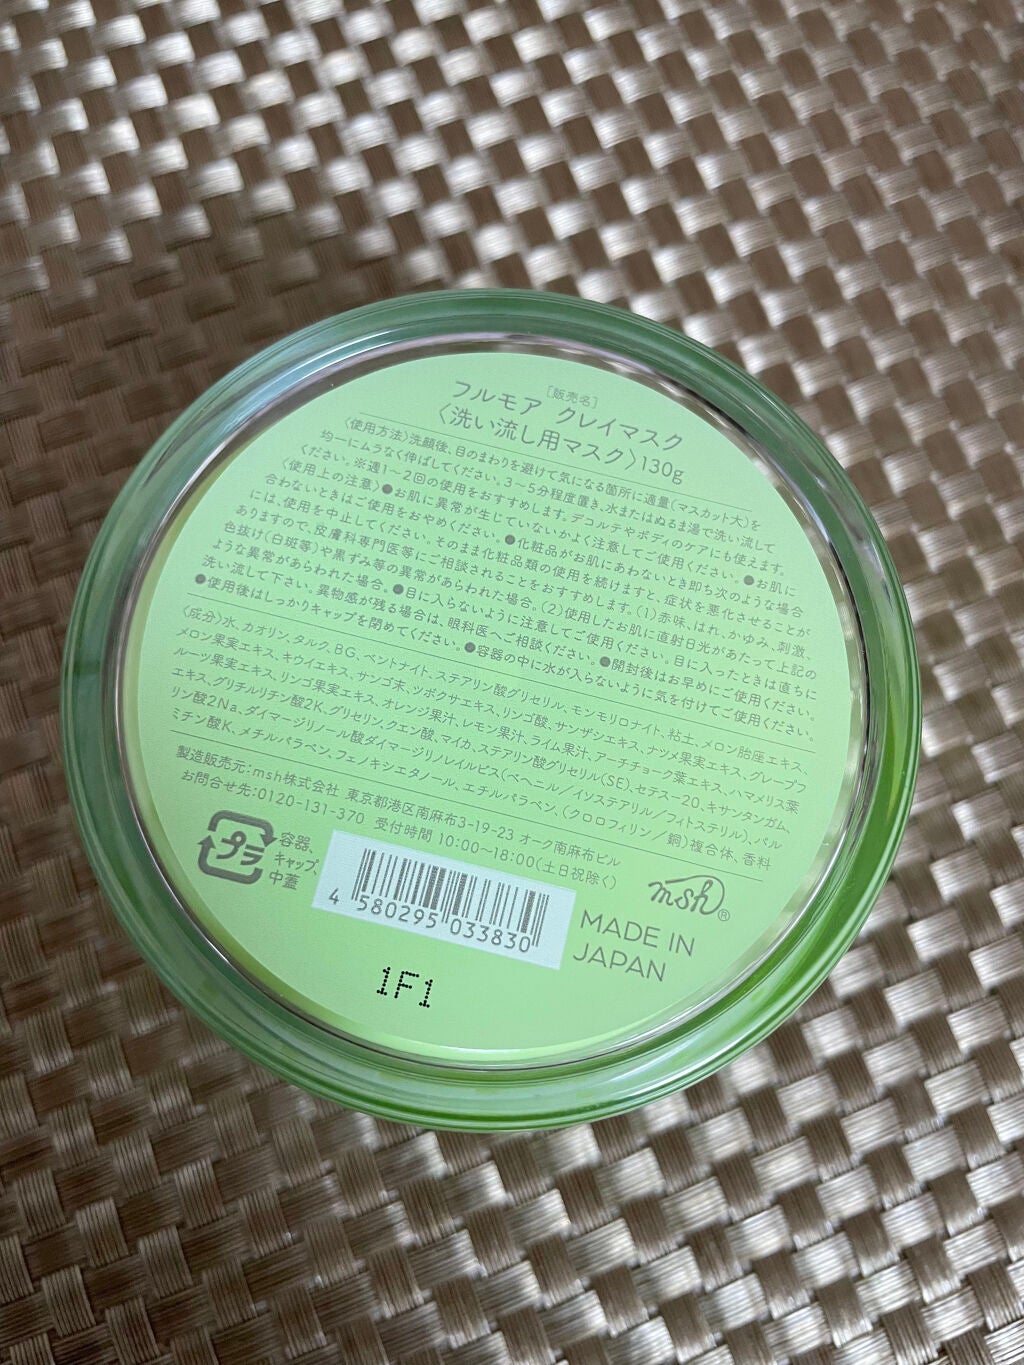 [販売名]
フルモア クレイマスク
〈洗い流し用マスク〉130g
〈使用方法〉洗顔後、目のまわりを避けて気になる箇所に適量(マスカット大)を
均一にムラなく伸ばしてください。3～5分程度置き、水またはぬるま湯で洗い流して
ください。※週1～2回の使用をおすすめします。デコルテやボディのケアにも使えます。
〈使用上の注意〉●お肌に異常が生じていないかよく注意してご使用ください。●お肌に
合わないときはご使用をおやめください。●化粧品がお肌にあわないとき即ち次のような場合
には、使用を中止してください。そのまま化粧品類の使用を続けますと、症状を悪化させることが
ありますので、皮膚科専門医等にご相談されることをおすすめします。(1)赤味、はれ、かゆみ、刺激、
色抜け(白斑等)や黒ずみ等の異常があらわれた場合。(2)使用したお肌に直射日光があたって上記の
ような異常があらわれた場合。●目に入らないように注意してご使用ください。目に入ったときは直ちに
洗い流して下さい。異物感が残る場合は、眼科医へご相談ください。●開封後はお早めにご使用ください。
●使用後はしっかりキャップを閉めてください。●容器の中に水が入らないように気を付けてご使用ください。
〈成分〉水、カオリン、タルク、BG、ベントナイト、ステアリン酸グリセリル、モンモリロナイト、粘土、メロン胎座エキス、
メロン果実エキス、キウイエキス、サンゴ末、ツボクサエキス、リンゴ酸、サンザシエキス、ナツメ果実エキス、グレープフ
ルーツ果実エキス、リンゴ果実エキス、オレンジ果汁、レモン果汁、ライム果汁、アーチチョーク葉エキス、ハマメリス葉
エキス、グリチルリチン酸2K、グリセリン、クエン酸、マイカ、ステアリン酸グリセリル(SE)、セテス-20、キサンタンガム、
リン酸2Na、ダイマージリノール酸ダイマージリノレイルビス(ベヘニル/イソステアリル/フィトステリル)、パル
ミチン酸K、メチルパラベン、フェノキシエタノール、エチルパラベン、(クロロフィリン/銅)複合体、香料
製造販売元:msh株式会社 東京都港区南麻布3-19-23 オーク南麻布ビル
お問合せ先:0120-131-370 受付時間 10:00～18:00(土日祝除く)
プラ
容器、
キャップ、
中蓋
4 580295 033830
msh®
MADE IN
JAPAN
1F1